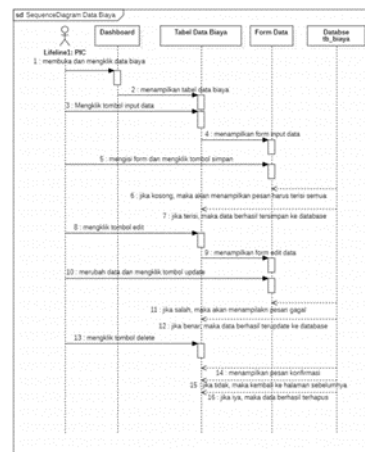 sd SequenceDiagram Data Biaya
Dashboard
Tabel Data Biaya
Form Data
Databse
tb_biaya
Lifeline1: PIC
1 : membuka dan mengklik data biaya
2 : menampilkan tabel data biaya
3 : Mengklik tombol input data
4 : menampilkan form input data
5 : mengisi form dan mengklik tombol simpan
6 : jika kosong, maka akan menampilkan pesan harus terisi semua
7 : jika terisi, maka data berhasil tersimpan ke database
8 : mengklik tombol edit
9 : menampilkan form edit data
10 : merubah data dan mengklik tombol update
11 : jika salah, maka akan menampilakn pesan gagal
12 : jika benar, maka data berhasil terupdate ke database
13 : mengklik tombol delete
14 : menampilkan pesan konfirmasi
15 : jika tidak, maka kembali ke halaman sebelumnya
16 : jika iya, maka data berhasil terhapus